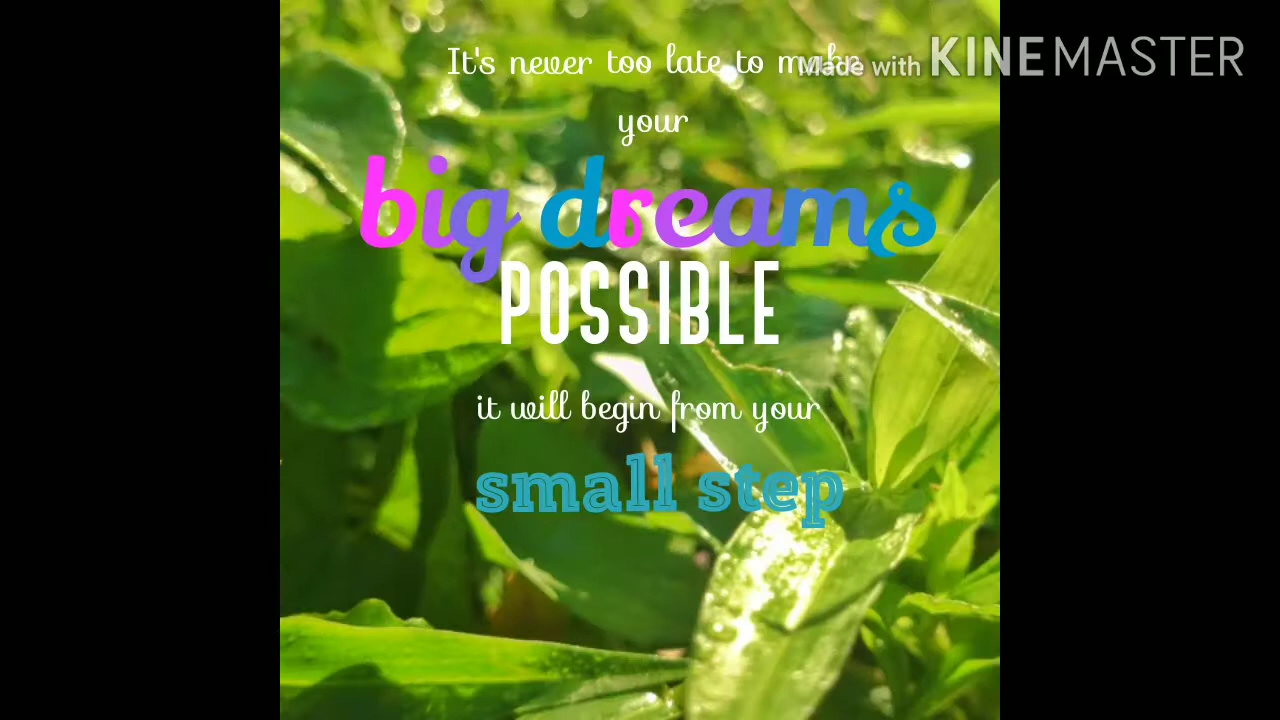 It's never too late to make
Made with KINEMASTER
your
big dreams
POSSIBLE
it will begin from your
small step